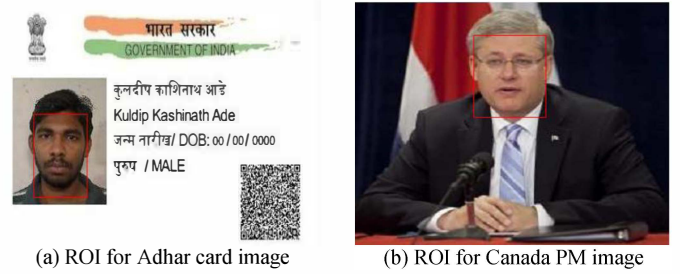 भारत सरकार
GOVERNMENT OF INDIA
कुलदीप काशिनाथ आडे
Kuldip Kashinath Ade
जन्म तारीख/ DOB: 00 / 00 / 0000
पुरुष / MALE
(a) ROI for Adhar card image
(b) ROI for Canada PM image